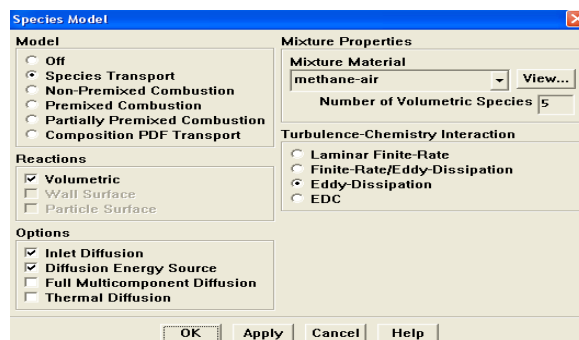 Species Model
Model
Off
Species Transport
Non-Premixed Combustion
Premixed Combustion
Partially Premixed Combustion
Composition PDF Transport
Reactions
Volumetric
Wall Surface
Particle Surface
Options
Inlet Diffusion
Diffusion Energy Source
Full Multicomponent Diffusion
Thermal Diffusion
Mixture Properties
Mixture Material
methane-air View...
Number of Volumetric Species 5
Turbulence-Chemistry Interaction
Laminar Finite-Rate
Finite-Rate/Eddy-Dissipation
Eddy-Dissipation
EDC
OK Apply Cancel Help